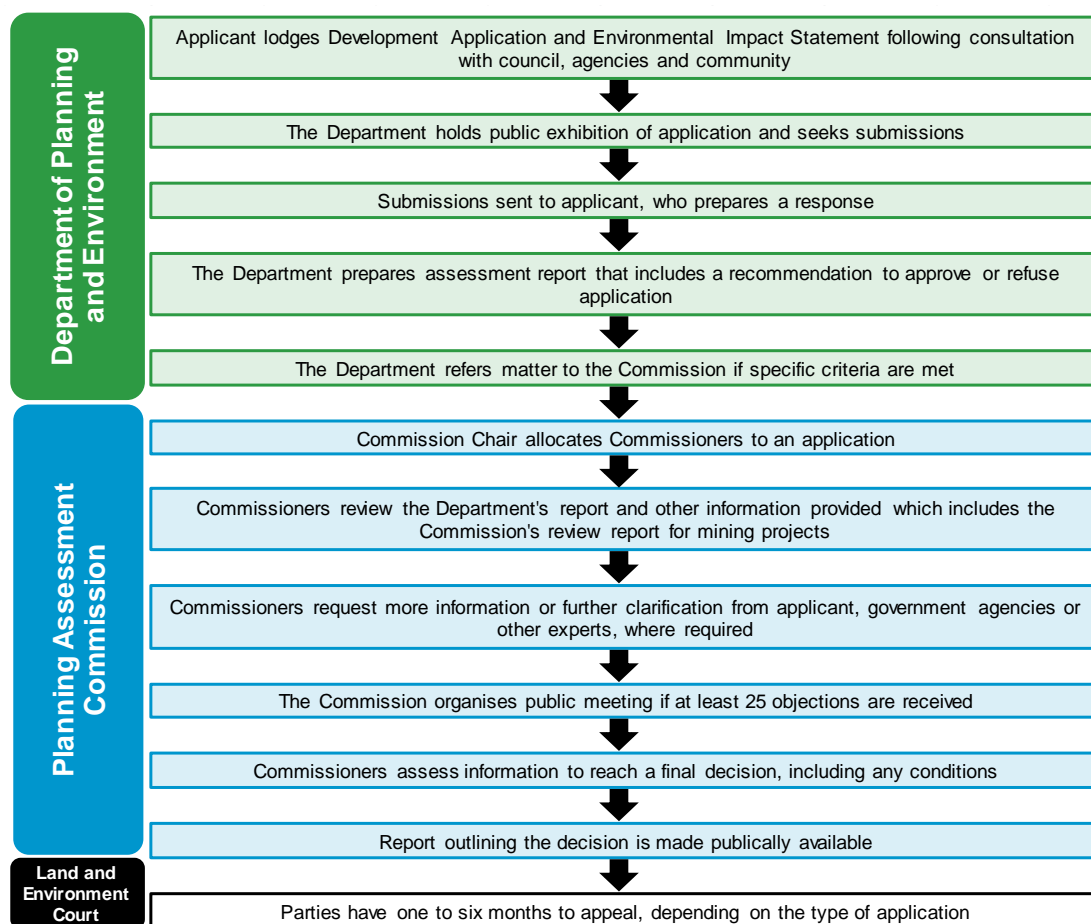 Department of Planning
and Environment
Applicant lodges Development Application and Environmental Impact Statement following consultation
with council, agencies and community
The Department holds public exhibition of application and seeks submissions
Submissions sent to applicant, who prepares a response
The Department prepares assessment report that includes a recommendation to approve or refuse
application
The Department refers matter to the Commission if specific criteria are met
Planning Assessment
Commission
Commission Chair allocates Commissioners to an application
Commissioners review the Department's report and other information provided which includes the
Commission's review report for mining projects
Commissioners request more information or further clarification from applicant, government agencies or
other experts, where required
The Commission organises public meeting if at least 25 objections are received
Commissioners assess information to reach a final decision, including any conditions
Report outlining the decision is made publically available
Land and
Environment
Court
Parties have one to six months to appeal, depending on the type of application